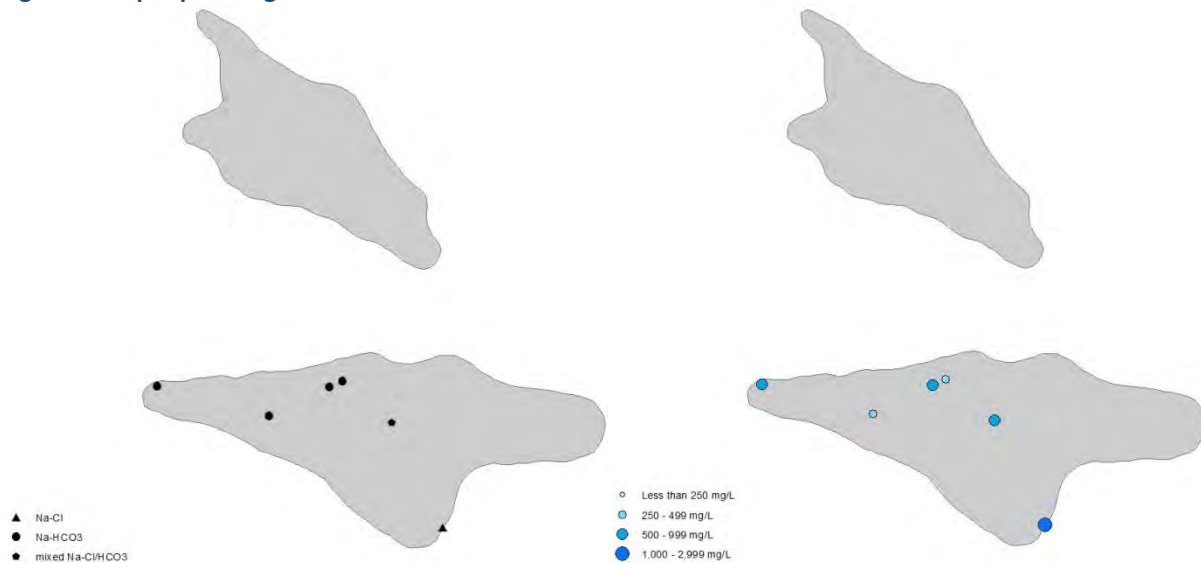 Na-Cl
Na-HCO3
mixed Na-Cl/HCO3
Less than 250 mg/L
250 - 499 mg/L
500 - 999 mg/L
1,000 - 2,999 mg/L